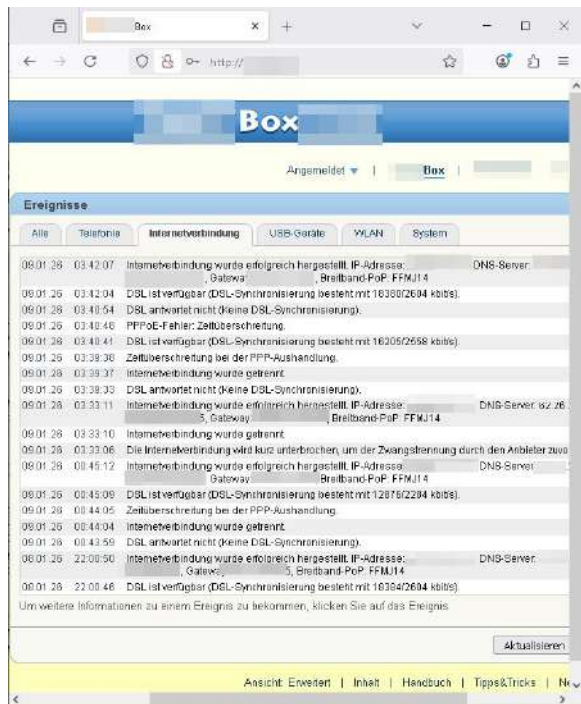 Box
http://
Box
Angemeldet | Box |
Ereignisse
Alle Telefonie Internetverbindung USB-Geräte WLAN System
09.01.26 03:42:07 Internetverbindung wurde erfolgreich hergestellt. IP-Adresse: DNS-Server:
, Gateway: , Breitband-PoP: FFMJ14
09.01.26 03:42:04 DSL ist verfügbar (DSL-Synchronisierung besteht mit 18380/2684 kbit/s).
09.01.26 03:40:54 DSL antwortet nicht (Keine DSL-Synchronisierung).
09.01.26 03:40:48 PPPoE-Fehler: Zeitüberschreitung.
09.01.26 03:40:41 DSL ist verfügbar (DSL-Synchronisierung besteht mit kbit/s).
09.01.26 03:39:38 Zeitüberschreitung bei der PPP-Aushandlung.
09.01.26 03:39:37 Internetverbindung wurde getrennt.
09.01.26 03:39:33 DSL antwortet nicht (Keine DSL-Synchronisierung).
09.01.26 03:33:11 Internetverbindung wurde erfolgreich hergestellt. IP-Adresse: DNS-Server: 62.26
5, Gateway: , Breitband-PoP: FFMJ14
09.01.26 03:33:10 Internetverbindung wurde getrennt.
09.01.26 03:33:06 Die Internetverbindung wird kurz unterbrochen, um der Zwangstrennung durch den Anbieter zuvo
09.01.26 00:45:12 Internetverbindung wurde erfolgreich hergestellt. IP-Adresse DNS-Server
Gateway: Breitband-PoP: FFMJ14
09.01.26 00:45:09 DSL ist verfügbar (DSL-Synchronisierung besteht mit kbit/s).
09.01.26 00:44:05 Zeitüberschreitung bei der PPP-Aushandlung.
09.01.26 00:44:04 Internetverbindung wurde getrennt.
09.01.26 00:43:59 DSL antwortet nicht (Keine DSL-Synchronisierung).
08.01.26 22:00:50 Internetverbindung wurde erfolgreich hergestellt. IP-Adresse: DNS-Server:
, Gateway: 5, Breitband-PoP: FFMJ14
08.01.26 22:00:46 DSL ist verfügbar (DSL-Synchronisierung besteht mit kbit/s).
Um weitere Informationen zu einem Ereignis zu bekommen, klicken Sie auf das Ereignis
Aktualisieren
Ansicht: Erweitert | Inhalt | Handbuch | Tipps&Tricks | Ne